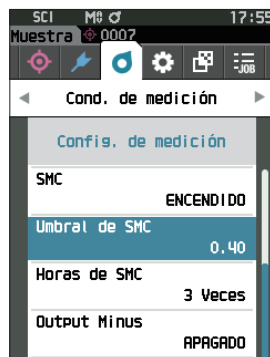 SCI M 17:55
Muestra 0007
-JOB
Cond. de medición
Config. de medición
SMC
ENCENDIDO
Umbral de SMC
0.40
Horas de SMC
3 Veces
Output Minus
APAGADO